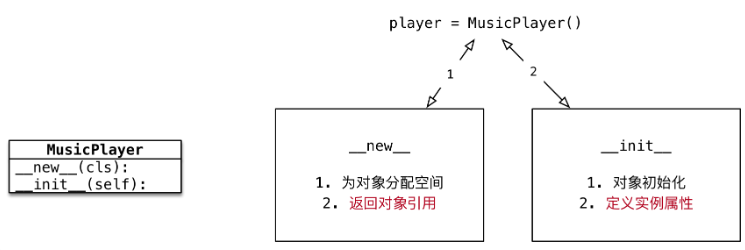 player = MusicPlayer()
1
2
MusicPlayer
__new__(cls):
__init__(self):
__new__
1. 为对象分配空间
2. 返回对象引用
__init__
1. 对象初始化
2. 定义实例属性